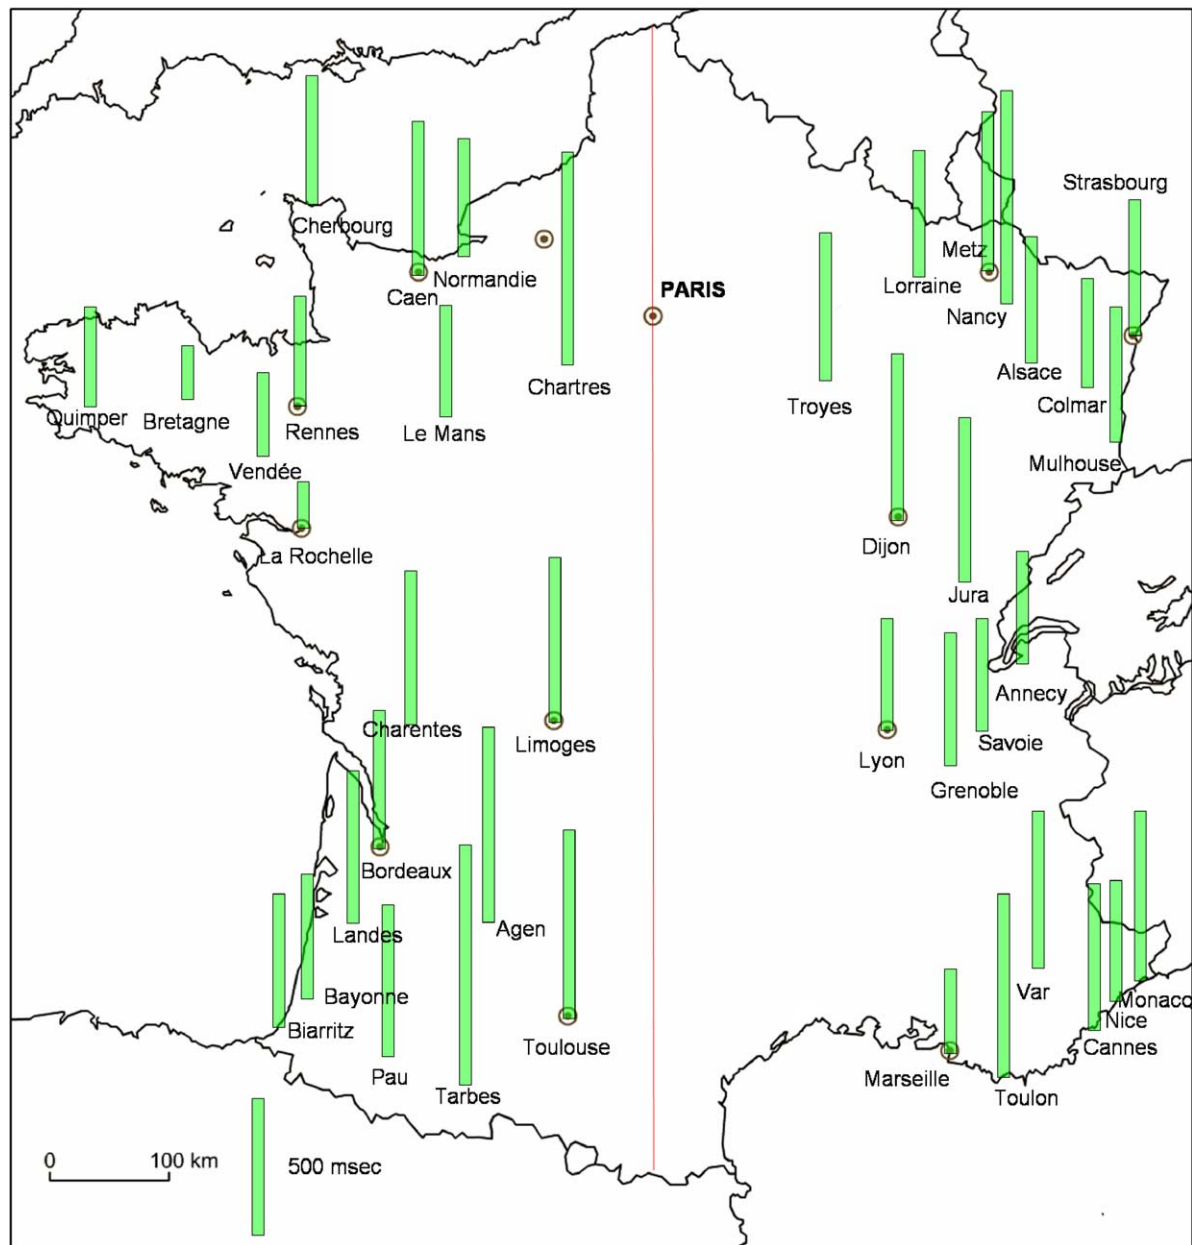 Strasbourg
Cherbourg
Metz
Normandie
Lorraine
Caen
PARIS
Nancy
Alsace
Chartres
Colmar
Troyes
Quimper
Bretagne
Rennes
Le Mans
Mulhouse
Vendée
Dijon
La Rochelle
Jura
Annecy
Charentes
Limoges
Savoie
Lyon
Grenoble
Bordeaux
Agen
Landes
Var
Bayonne
Monaco
Biarritz
Nice
Toulouse
Cannes
Pau
Marseille
Tarbes
Toulon
0 100 km
500 msec